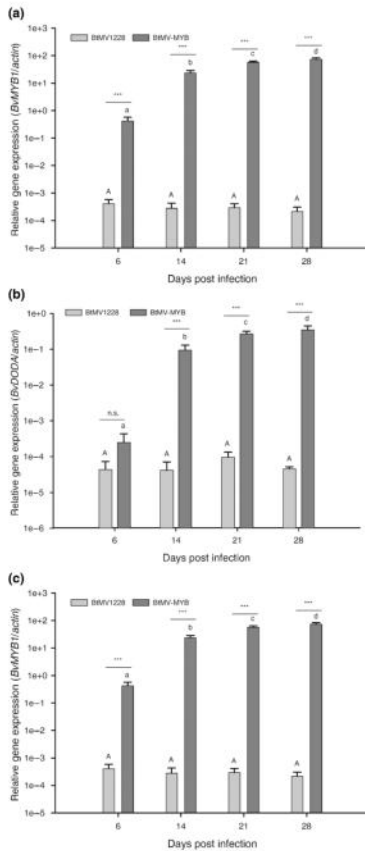 (a)
BtMV1228 BtMV-MYB
Relative gene expression (BvMYB1/actin)
1e+3
1e+2
1e+1
1e+0
1e–1
1e–2
1e–3
1e–4
1e–5
***
***
***
***
A a A b A c A d
6 14 21 28
Days post infection
(b)
BtMV1228 BtMV-MYB
Relative gene expression (BvDODA/actin)
1e+0
1e–1
1e–2
1e–3
1e–4
1e–5
1e–6
n.s.
***
***
***
A a A b A c A d
6 14 21 28
Days post infection
(c)
BtMV1228 BtMV-MYB
Relative gene expression (BvMYB1/actin)
1e+3
1e+2
1e+1
1e+0
1e–1
1e–2
1e–3
1e–4
1e–5
***
***
***
***
A a A b A c A d
6 14 21 28
Days post infection